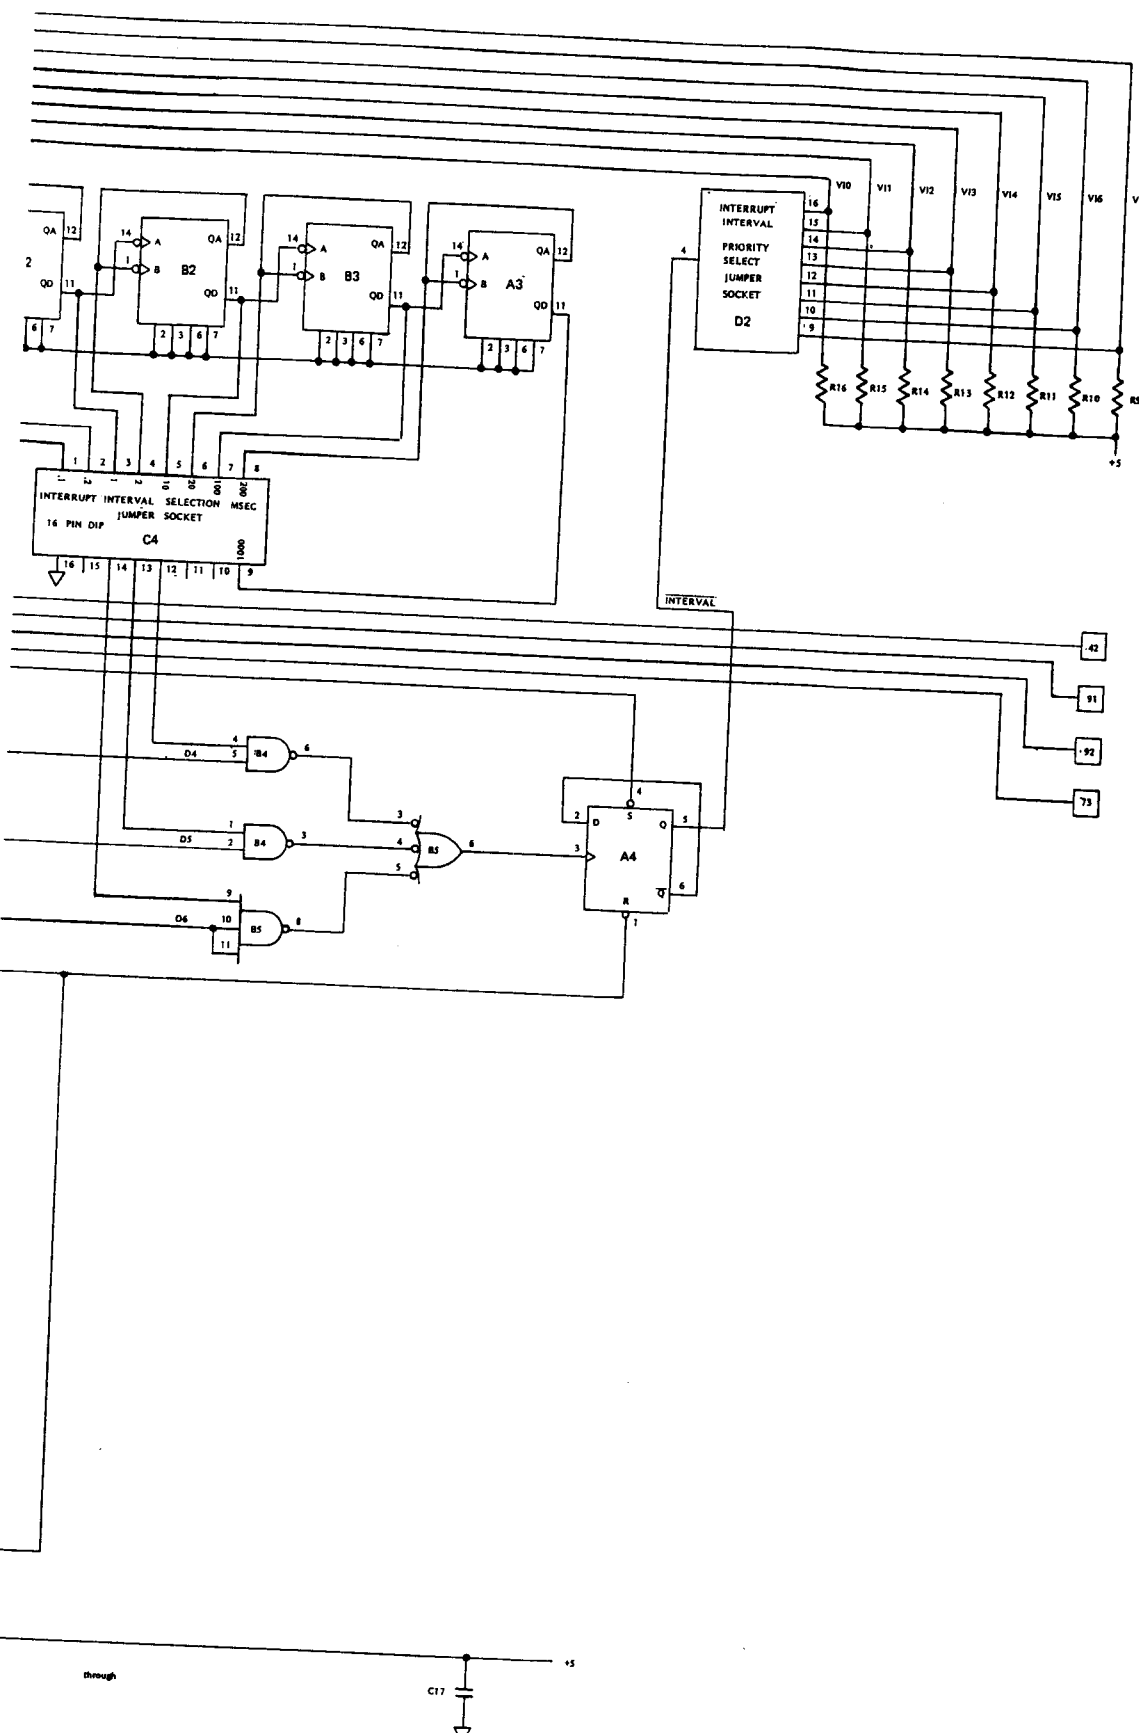 VI0
VI1
VI2
VI3
VI4
VI5
VI6
V
QA 12
2
QD 11
6 7
14 A QA 12
1 B B2
QD 11
2 3 6 7
14 A QA 12
1 B B3
QD 11
2 3 6 7
14 A QA 12
1 B A3
QD 11
2 3 6 7
4
INTERRUPT
INTERVAL
PRIORITY
SELECT
JUMPER
SOCKET
D2
16
15
14
13
12
11
10
9
R16 R15 R14 R13 R12 R11 R10 R9
+5
1 2 3 4 5 6 7 8
.1 .2 1 2 10 20 100 200
INTERRUPT INTERVAL SELECTION MSEC
JUMPER SOCKET
16 PIN DIP
C4
1000
16 15 14 13 12 11 10 9
INTERVAL
42
91
92
73
D4 4 5 B4 6
D5 1 2 B4 3
D6 9 10 11 B5 8
3 4 5 B5 6
4
S
2 D Q 5
3 A4
Q 6
R
1
through
C17
+5